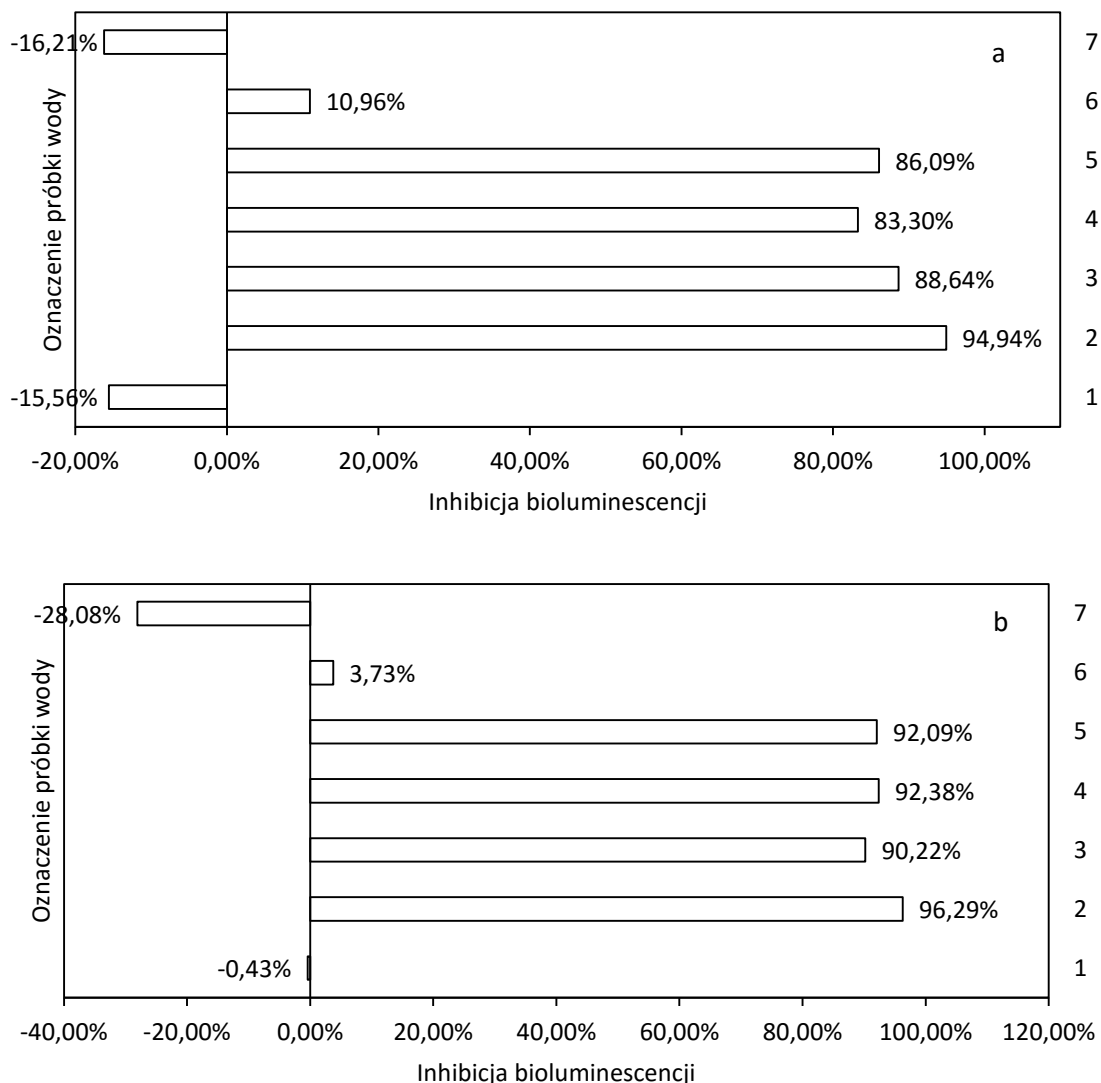 a
Oznaczenie próbki wody
-16,21% 7
10,96% 6
86,09% 5
83,30% 4
88,64% 3
94,94% 2
-15,56% 1
-20,00% 0,00% 20,00% 40,00% 60,00% 80,00% 100,00%
Inhibicja bioluminescencji
b
Oznaczenie próbki wody
-28,08% 7
3,73% 6
92,09% 5
92,38% 4
90,22% 3
96,29% 2
-0,43% 1
-40,00% -20,00% 0,00% 20,00% 40,00% 60,00% 80,00% 100,00% 120,00%
Inhibicja bioluminescencji